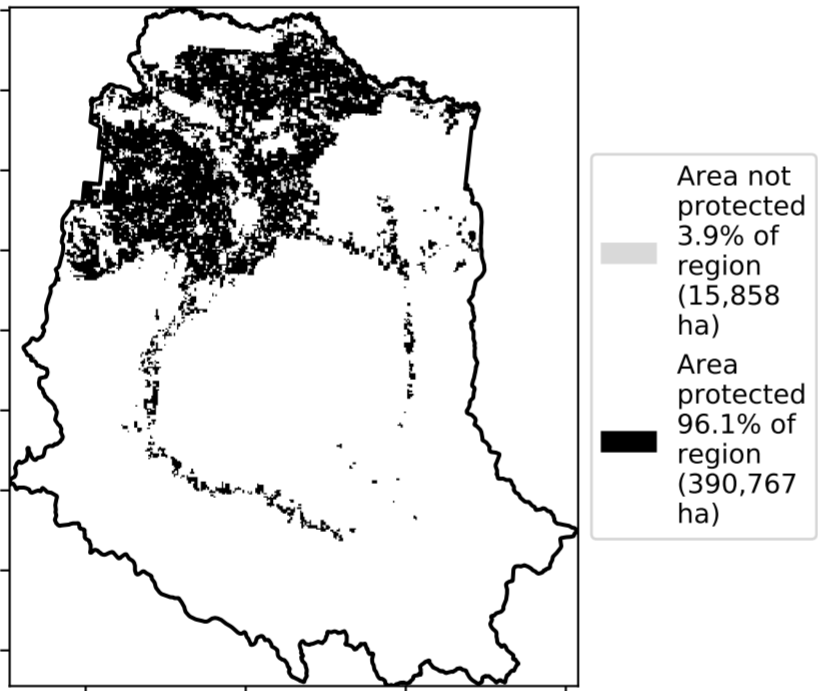 Area not
protected
3.9% of
region
(15,858
ha)
Area
protected
96.1% of
region
(390,767
ha)